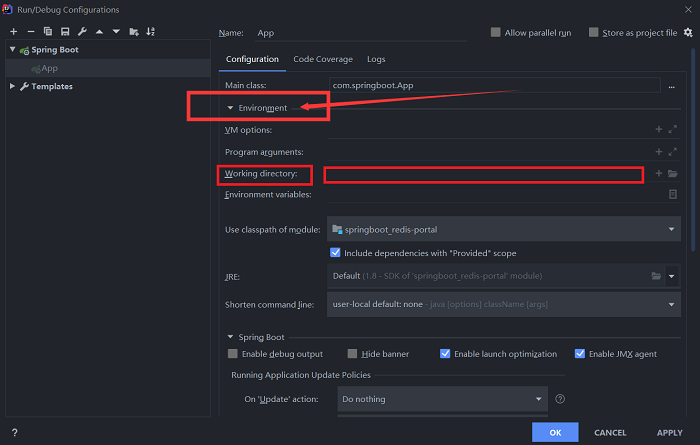 Run/Debug Configurations
Name: App
Allow parallel run
Store as project file
Spring Boot
App
Templates
Configuration
Code Coverage
Logs
Main class: com.springboot.App ...
Environment
VM options:
Program arguments:
Working directory:
Environment variables:
Use classpath of module: springboot_redis-portal
Include dependencies with "Provided" scope
JRE: Default (1.8 - SDK of 'springboot_redis-portal' module)
Shorten command line: user-local default: none - java [options] className [args]
Spring Boot
Enable debug output
Hide banner
Enable launch optimization
Enable JMX agent
Running Application Update Policies
On 'Update' action: Do nothing ?
? OK CANCEL APPLY